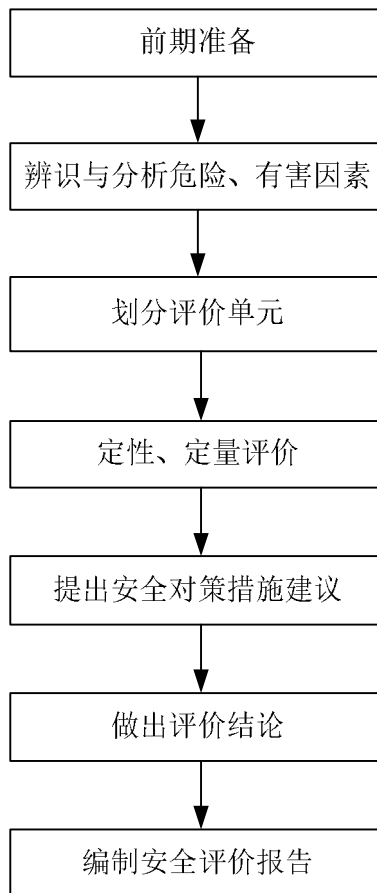 前期准备
辨识与分析危险、有害因素
划分评价单元
定性、定量评价
提出安全对策措施建议
做出评价结论
编制安全评价报告